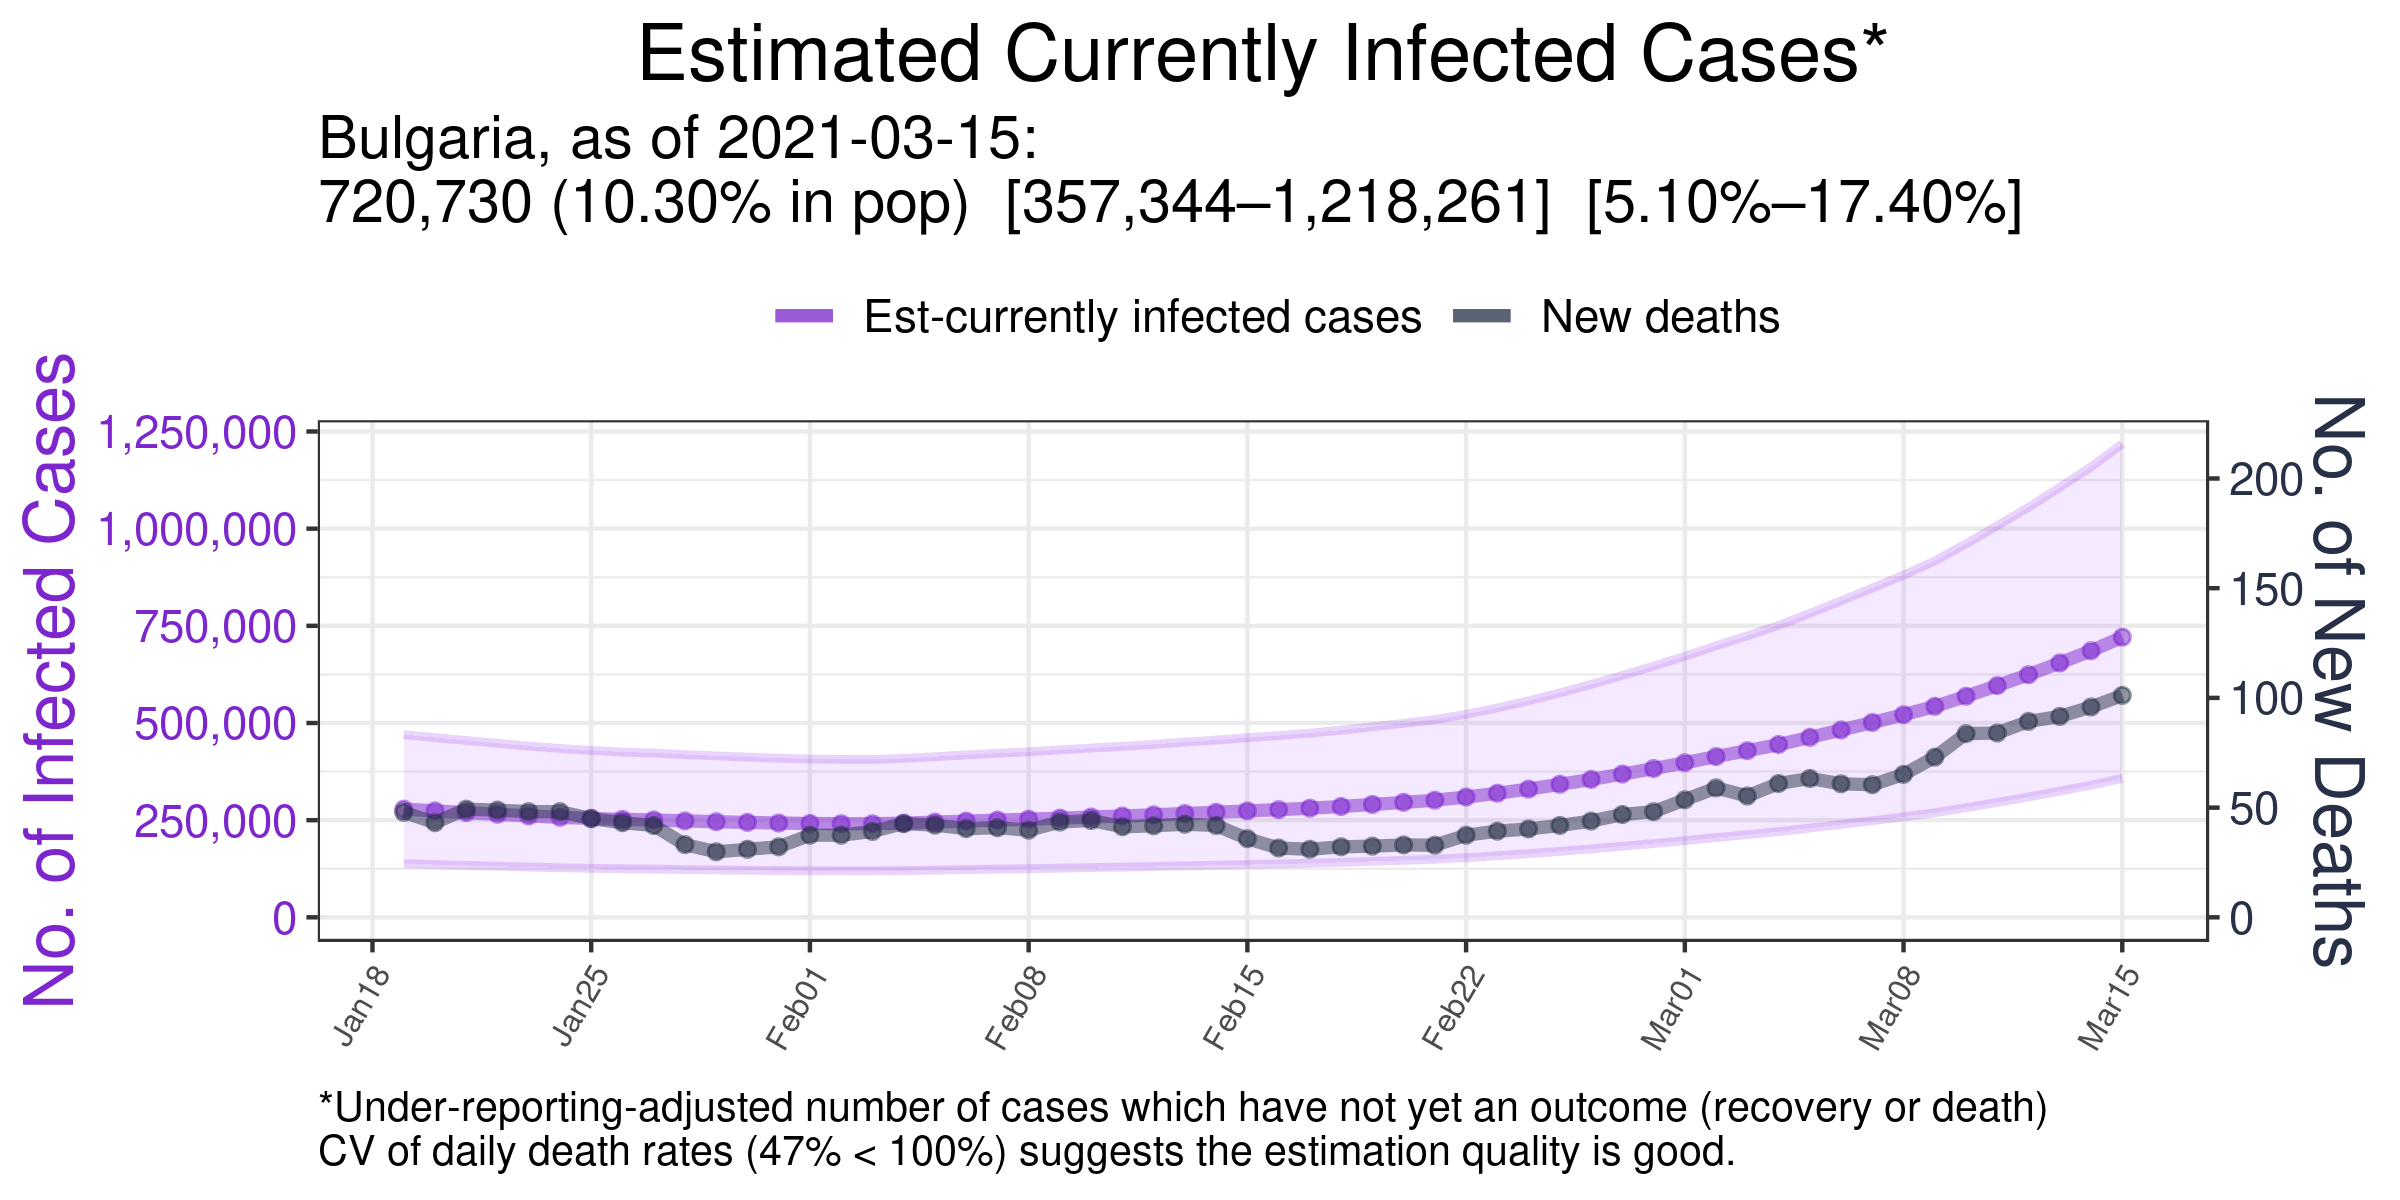 Estimated Currently Infected Cases*
Bulgaria, as of 2021-03-15:
720,730 (10.30% in pop)  [357,344–1,218,261]  [5.10%–17.40%]
Est-currently infected cases
New deaths
No. of Infected Cases
1,250,000
1,000,000
750,000
500,000
250,000
0
200
150
100
50
0
No. of New Deaths
Jan18
Jan25
Feb01
Feb08
Feb15
Feb22
Mar01
Mar08
Mar15
*Under-reporting-adjusted number of cases which have not yet an outcome (recovery or death)
CV of daily death rates (47% < 100%) suggests the estimation quality is good.